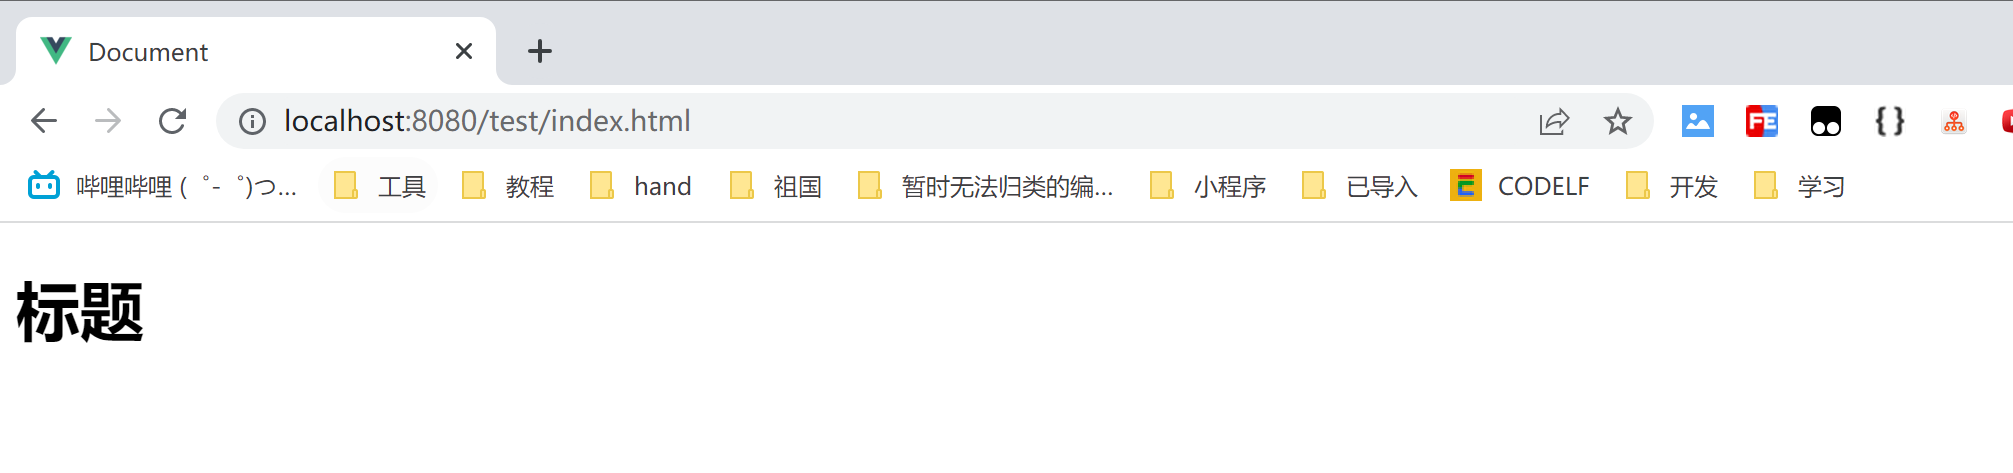 Document
localhost:8080/test/index.html
FE { }
哔哩哔哩 ( ゜- ゜)つ... 工具 教程 hand 祖国 暂时无法归类的编... 小程序 已导入 CODELF 开发 学习
标题